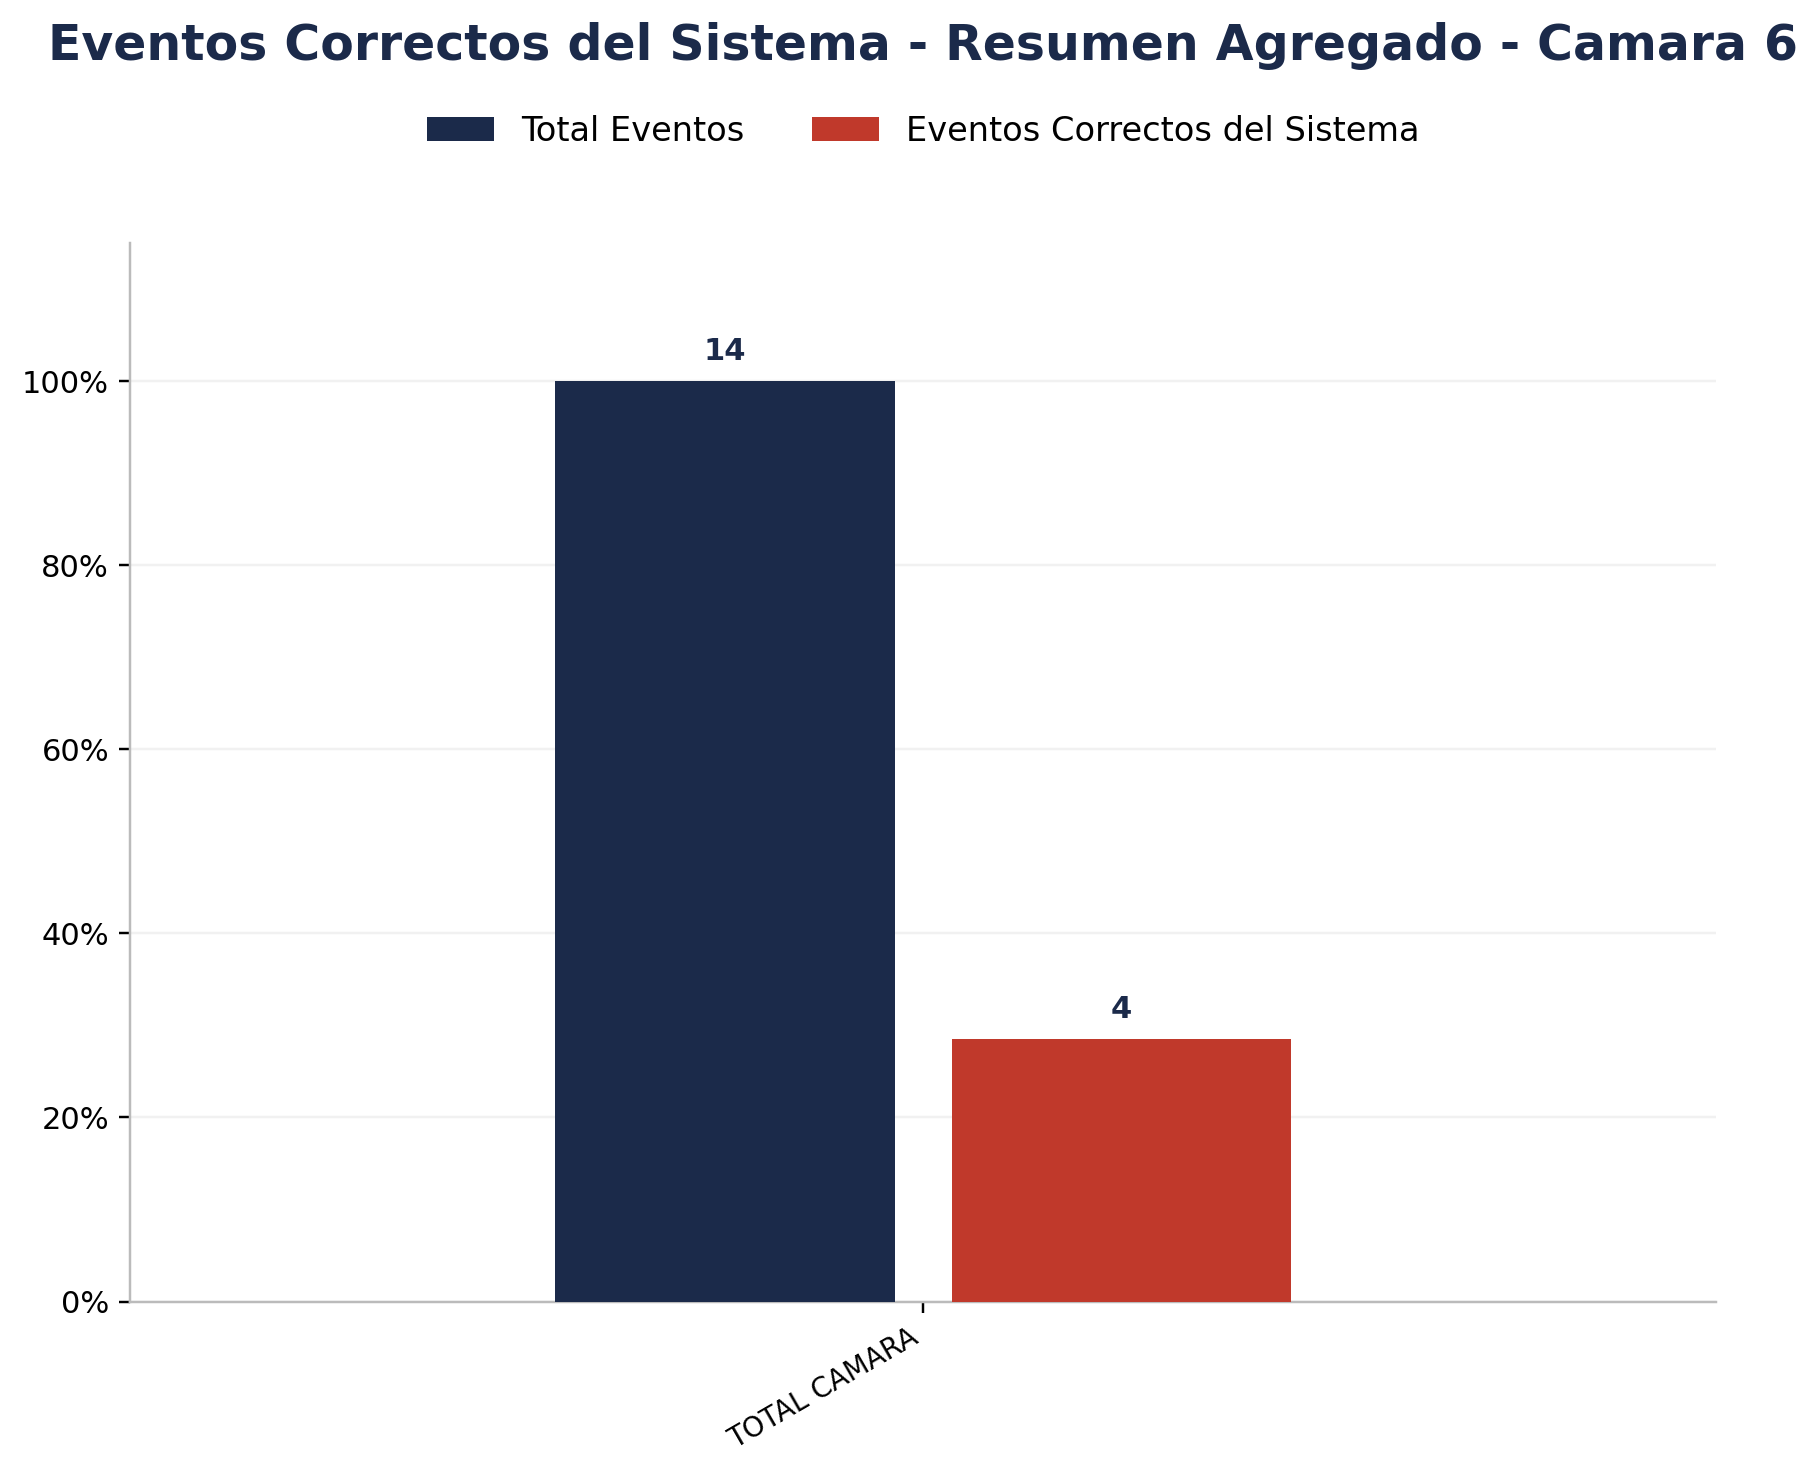 Eventos Correctos del Sistema - Resumen Agregado - Camara 6
Total Eventos
Eventos Correctos del Sistema
14
100%
80%
60%
40%
4
20%
0%
TOTAL CAMARA